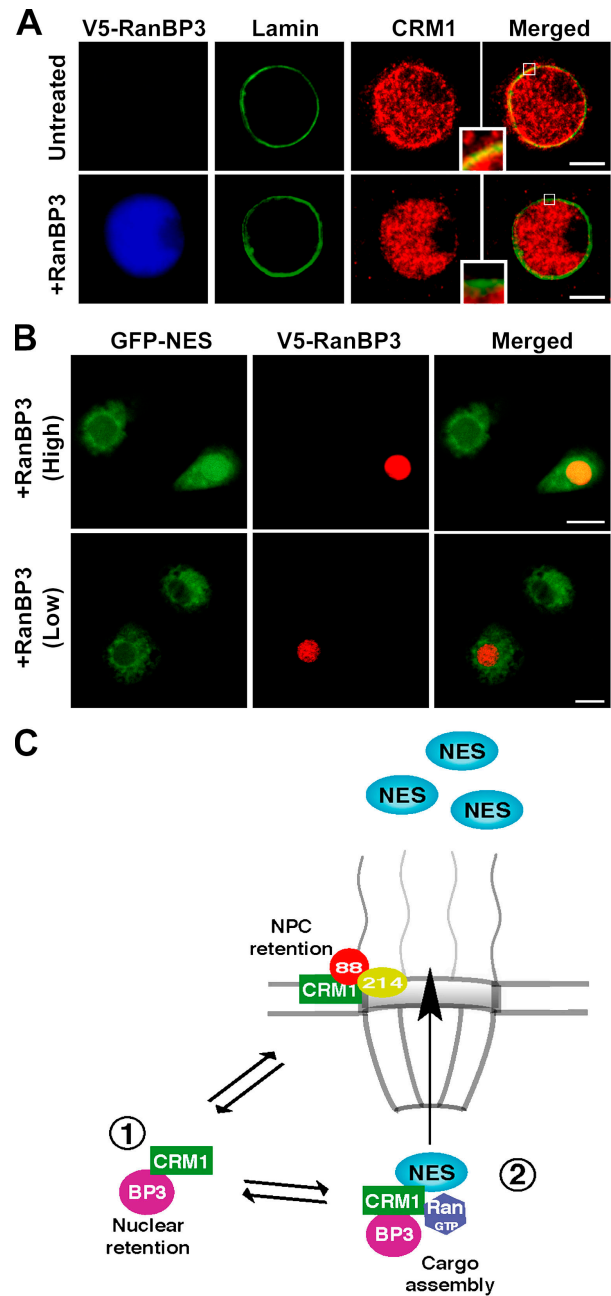 A
V5-RanBP3 Lamin CRM1 Merged
Untreated
+RanBP3
B
GFP-NES V5-RanBP3 Merged
+RanBP3
(High)
+RanBP3
(Low)
C
NES
NES
NES
NPC
retention
88
214
CRM1
1
CRM1
BP3
Nuclear
retention
NES
2
CRM1
Ran
GTP
BP3
Cargo
assembly